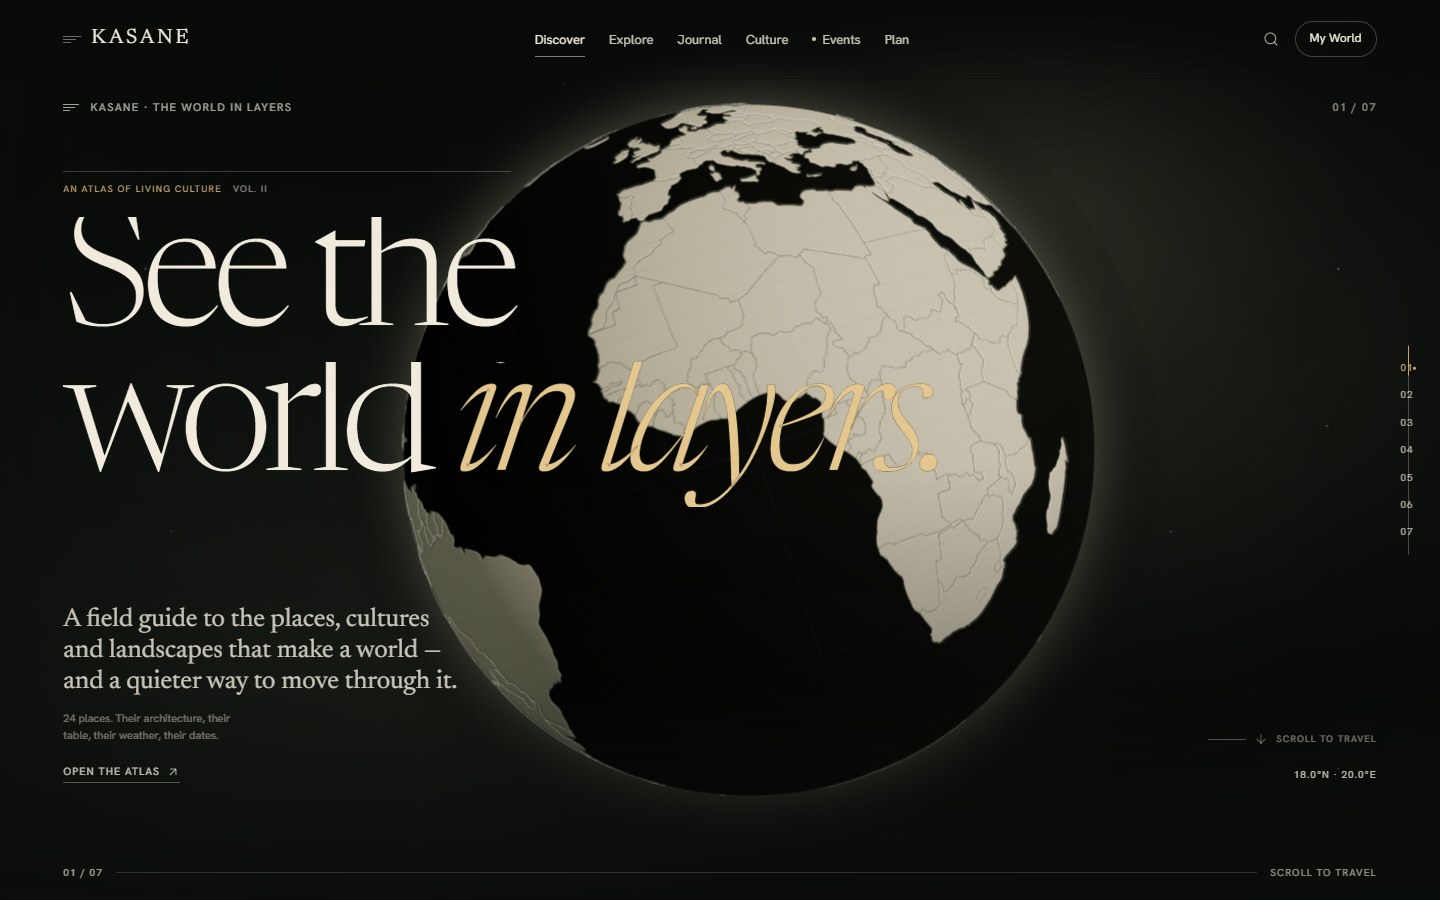 KASANE
Discover Explore Journal Culture • Events Plan
My World
KASANE · THE WORLD IN LAYERS
01 / 07
AN ATLAS OF LIVING CULTURE VOL. II
See the
world in layers.
01
02
03
04
05
06
07
A field guide to the places, cultures
and landscapes that make a world —
and a quieter way to move through it.
24 places. Their architecture, their
table, their weather, their dates.
OPEN THE ATLAS
SCROLL TO TRAVEL
18.0°N · 20.0°E
01 / 07
SCROLL TO TRAVEL